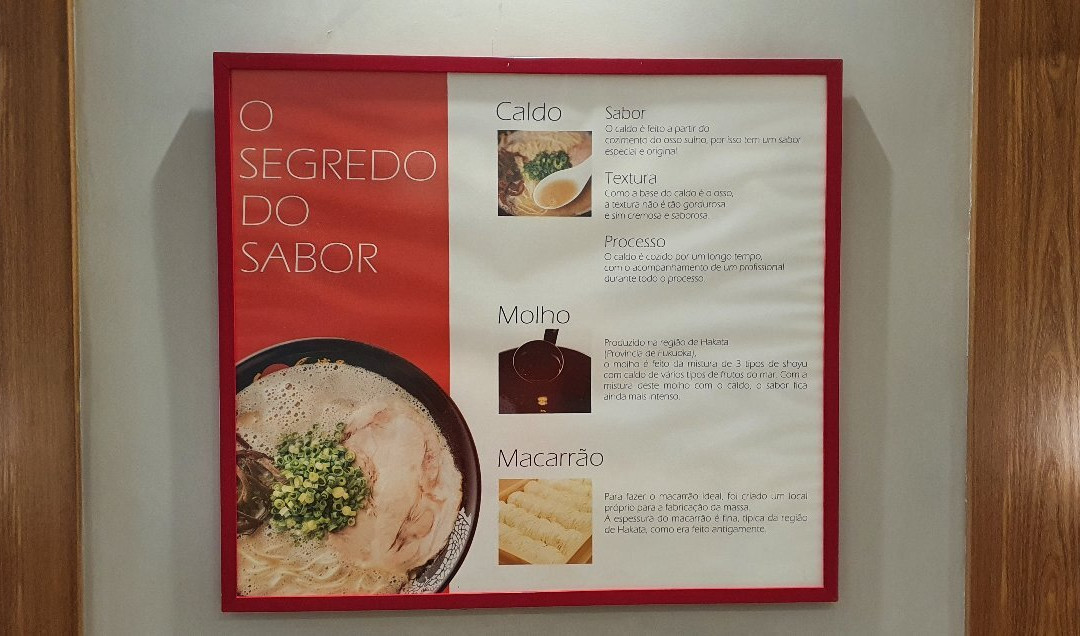 O
SEGREDO
DO
SABOR
Caldo
Sabor
O caldo é feito a partir do
cozimento do osso suíno, por isso tem um sabor
especial e original.
Textura
Como a base do caldo é o osso,
a textura não é tão gordurosa
e sim cremosa e saborosa.
Processo
O caldo é cozido por um longo tempo,
com o acompanhamento de um profissional
durante todo o processo.
Molho
Produzido na região de Hakata
(Província de Fukuoka),
o molho é feito da mistura de 3 tipos de shoyu
com caldo de vários tipos de frutos do mar. Com a
mistura deste molho com o caldo, o sabor fica
ainda mais intenso.
Macarrão
Para fazer o macarrão ideal, foi criado um local
próprio para a fabricação da massa.
A espessura do macarrão é fina, típica da região
de Hakata, como era feito antigamente.